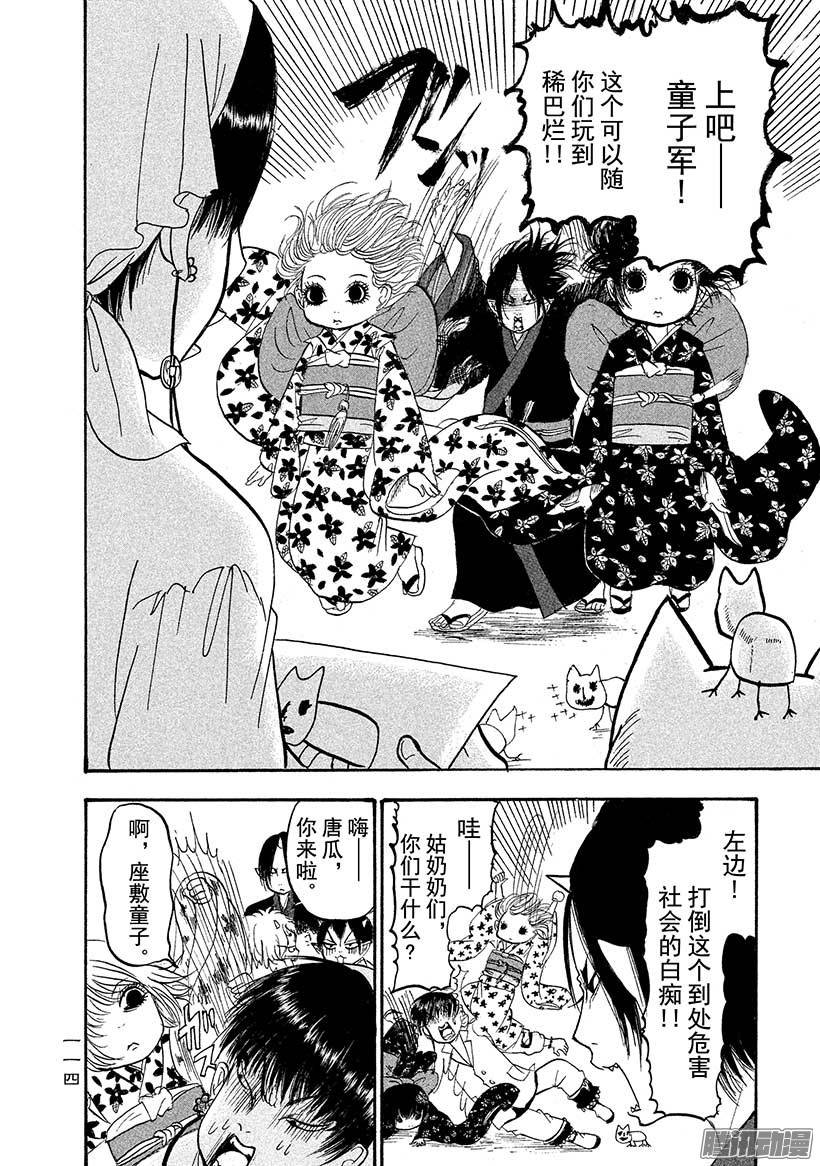 上吧——
童子军！
这个可以随
你们玩到
稀巴烂!!
ブンッ
左边！
打倒这个到处危害
社会的白痴!!
哇——
姑奶奶们，
你们干什么？
嗨——
唐瓜，
你来啦。
啊，座敷童子。
一一四
腾讯动漫